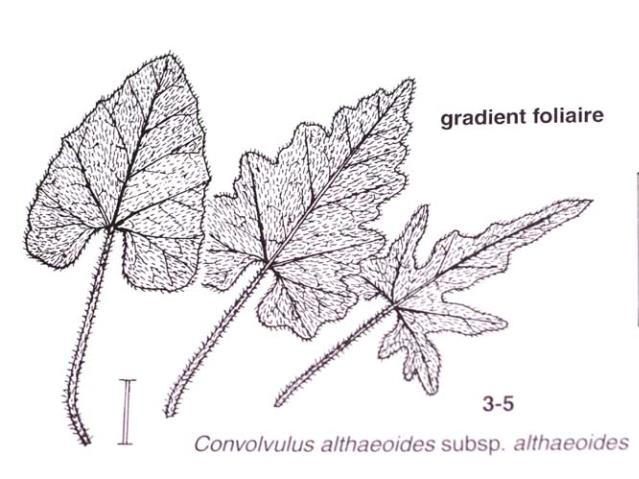 gradient foliaire
3-5
Convolvulus althaeoides subsp. althaeoides